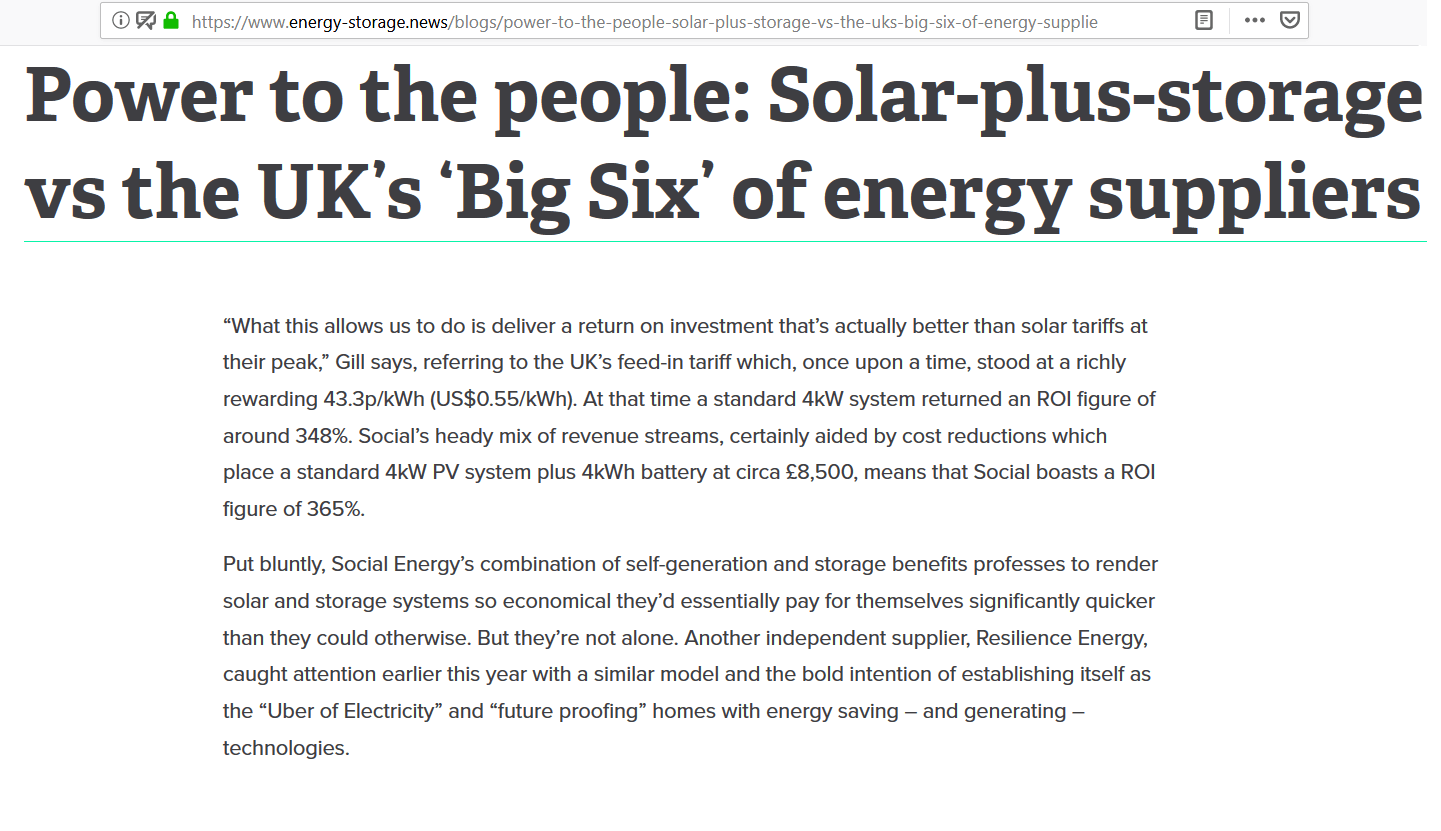 https://www.energy-storage.news/blogs/power-to-the-people-solar-plus-storage-vs-the-uks-big-six-of-energy-supplie
Power to the people: Solar-plus-storage
vs the UK’s ‘Big Six’ of energy suppliers
“What this allows us to do is deliver a return on investment that’s actually better than solar tariffs at
their peak,” Gill says, referring to the UK’s feed-in tariff which, once upon a time, stood at a richly
rewarding 43.3p/kWh (US$0.55/kWh). At that time a standard 4kW system returned an ROI figure of
around 348%. Social’s heady mix of revenue streams, certainly aided by cost reductions which
place a standard 4kW PV system plus 4kWh battery at circa £8,500, means that Social boasts a ROI
figure of 365%.
Put bluntly, Social Energy’s combination of self-generation and storage benefits professes to render
solar and storage systems so economical they’d essentially pay for themselves significantly quicker
than they could otherwise. But they’re not alone. Another independent supplier, Resilience Energy,
caught attention earlier this year with a similar model and the bold intention of establishing itself as
the “Uber of Electricity” and “future proofing” homes with energy saving – and generating –
technologies.